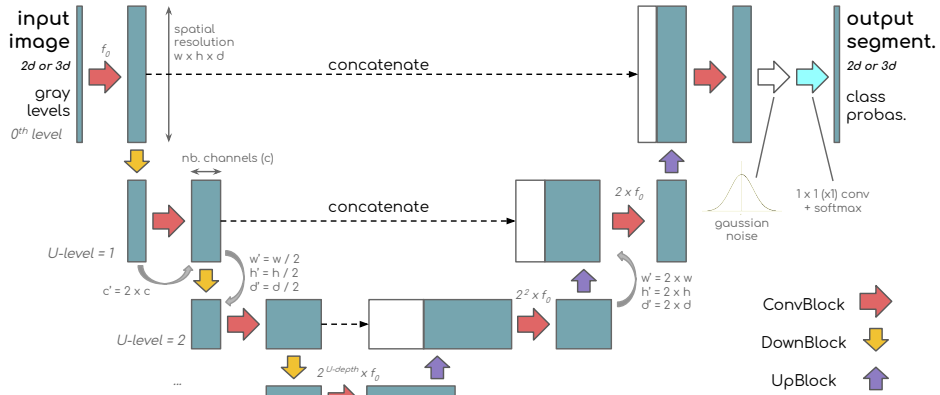 input
image
2d or 3d
gray
levels
0th level
f0
spatial
resolution
w x h x d
concatenate
output
segment.
2d or 3d
class
probas.
nb. channels (c)
concatenate
2 x f0
gaussian
noise
1 x 1 (x1) conv
+ softmax
U-level = 1
c' = 2 x c
w' = w / 2
h' = h / 2
d' = d / 2
w' = 2 x w
h' = 2 x h
d' = 2 x d
2² x f0
U-level = 2
2U-depth x f0
...
ConvBlock
DownBlock
UpBlock